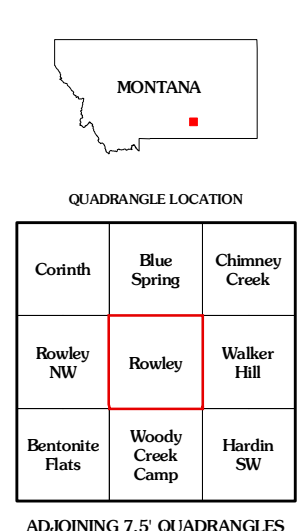 MONTANA
QUADRANGLE LOCATION
Corinth
Blue
Spring
Chimney
Creek
Rowley
NW
Rowley
Walker
Hill
Bentonite
Flats
Woody
Creek
Camp
Hardin
SW
ADJOINING 7.5' QUADRANGLES